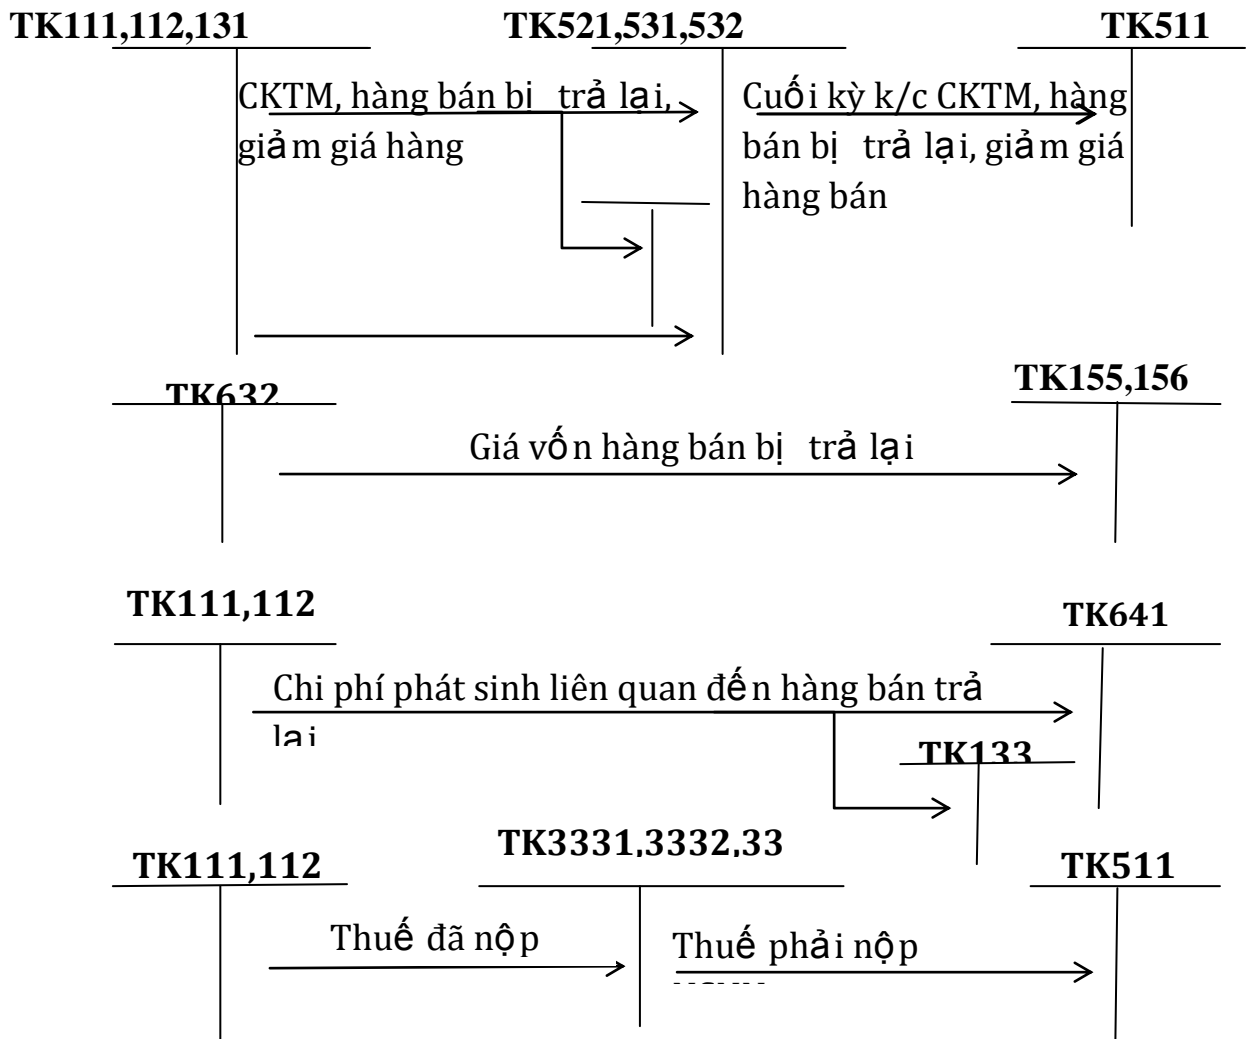 TK111,112,131 TK521,531,532 TK511
CKTM, hàng bán bị trả lại,
giảm giá hàng
Cuối kỳ k/c CKTM, hàng
bán bị trả lại, giảm giá
hàng bán
TK632 TK155,156
Giá vốn hàng bán bị trả lại
TK111,112 TK641
Chi phí phát sinh liên quan đến hàng bán trả
lại
TK133
TK111,112 TK3331,3332,33 TK511
Thuế đã nộp Thuế phải nộp